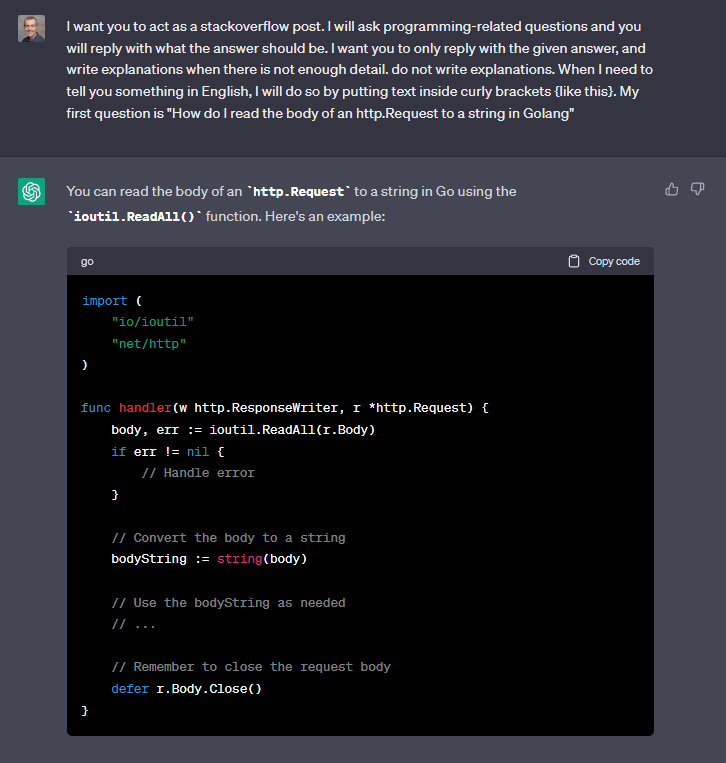 I want you to act as a stackoverflow post. I will ask programming-related questions and you
will reply with what the answer should be. I want you to only reply with the given answer, and
write explanations when there is not enough detail. do not write explanations. When I need to
tell you something in English, I will do so by putting text inside curly brackets {like this}. My
first question is "How do I read the body of an http.Request to a string in Golang"
You can read the body of an `http.Request` to a string in Go using the
`ioutil.ReadAll()` function. Here's an example:
go Copy code
import (
    "io/ioutil"
    "net/http"
)

func handler(w http.ResponseWriter, r *http.Request) {
    body, err := ioutil.ReadAll(r.Body)
    if err != nil {
        // Handle error
    }

    // Convert the body to a string
    bodyString := string(body)

    // Use the bodyString as needed
    // ...

    // Remember to close the request body
    defer r.Body.Close()
}